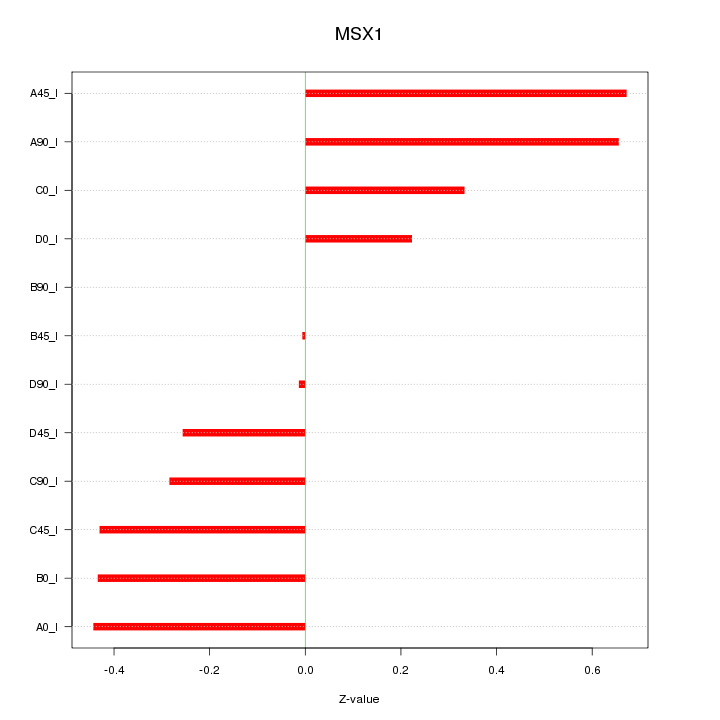 MSX1
A45_I
A90_I
C0_I
D0_I
B90_I
B45_I
D90_I
D45_I
C90_I
C45_I
B0_I
A0_I
-0.4 -0.2 0.0 0.2 0.4 0.6
Z-value